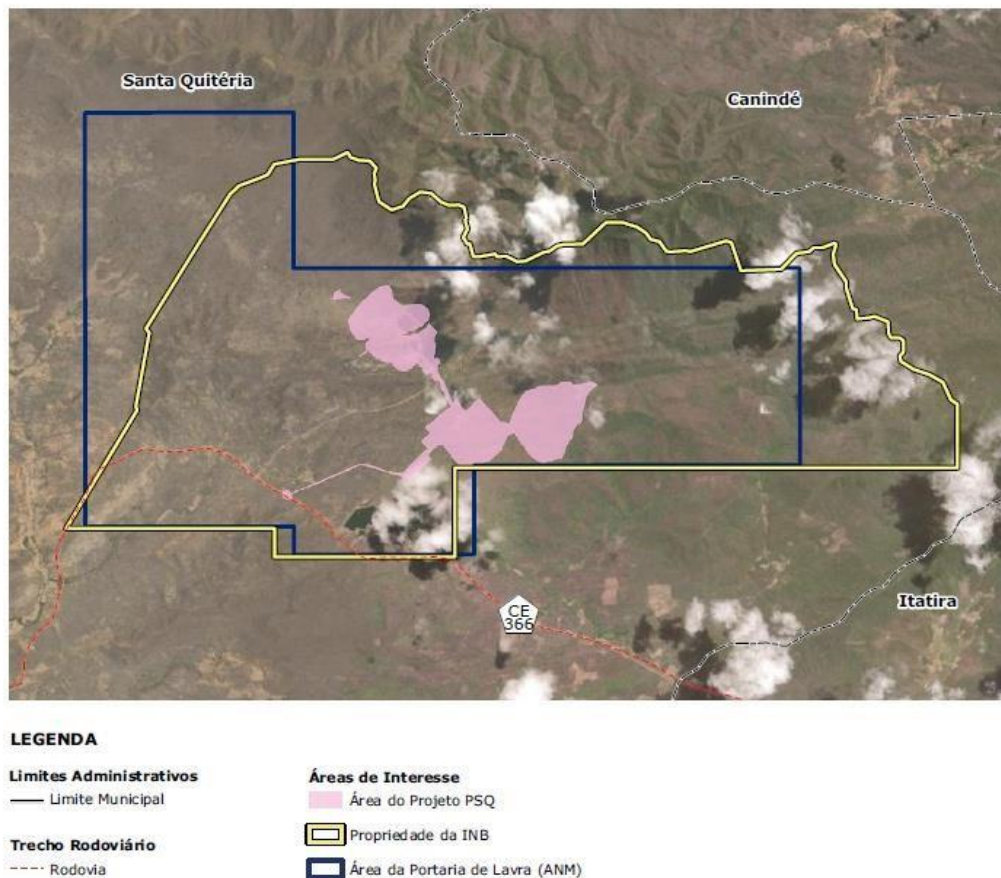 Santa Quitéria
Canindé
CE
366
Itatira
LEGENDA
Limites Administrativos
Limite Municipal
Trecho Rodoviário
Rodovia
Áreas de Interesse
Área do Projeto PSQ
Propriedade da INB
Área da Portaria de Lavra (ANM)